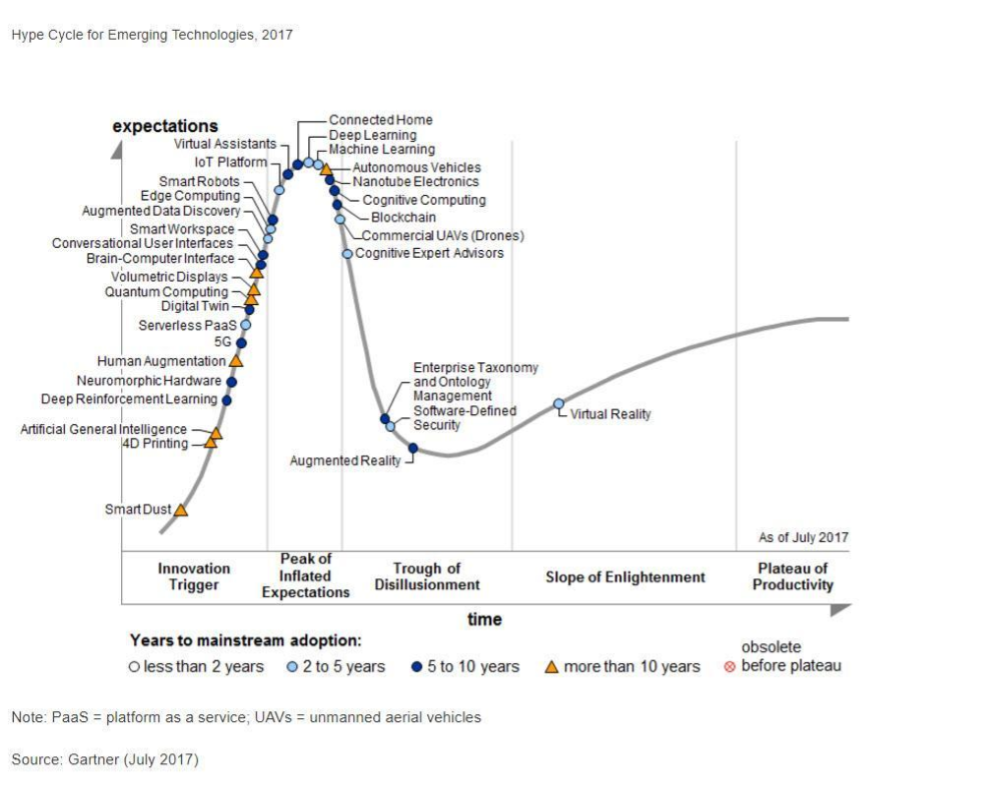 Hype Cycle for Emerging Technologies, 2017
expectations
Connected Home
Deep Learning
Machine Learning
Autonomous Vehicles
Nanotube Electronics
Cognitive Computing
Blockchain
Commercial UAVs (Drones)
Cognitive Expert Advisors
Virtual Assistants
IoT Platform
Smart Robots
Edge Computing
Augmented Data Discovery
Smart Workspace
Conversational User Interfaces
Brain-Computer Interface
Volumetric Displays
Quantum Computing
Digital Twin
Serverless PaaS
5G
Human Augmentation
Neuromorphic Hardware
Deep Reinforcement Learning
Artificial General Intelligence
4D Printing
Smart Dust
Enterprise Taxonomy
and Ontology
Management
Software-Defined
Security
Augmented Reality
Virtual Reality
As of July 2017
Innovation
Trigger
Peak of
Inflated
Expectations
Trough of
Disillusionment
Slope of Enlightenment
Plateau of
Productivity
time
Years to mainstream adoption:
less than 2 years
2 to 5 years
5 to 10 years
more than 10 years
obsolete
before plateau
Note: PaaS = platform as a service; UAVs = unmanned aerial vehicles
Source: Gartner (July 2017)